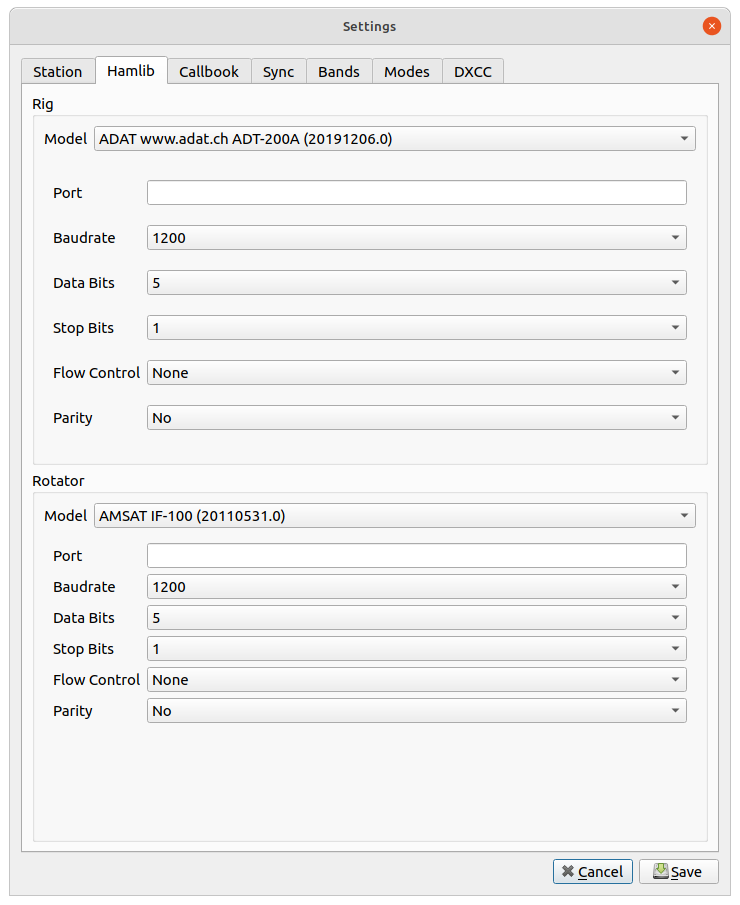 Settings
Station Hamlib Callbook Sync Bands Modes DXCC
Rig
Model ADAT www.adat.ch ADT-200A (20191206.0)
Port
Baudrate 1200
Data Bits 5
Stop Bits 1
Flow Control None
Parity No
Rotator
Model AMSAT IF-100 (20110531.0)
Port
Baudrate 1200
Data Bits 5
Stop Bits 1
Flow Control None
Parity No
Cancel Save